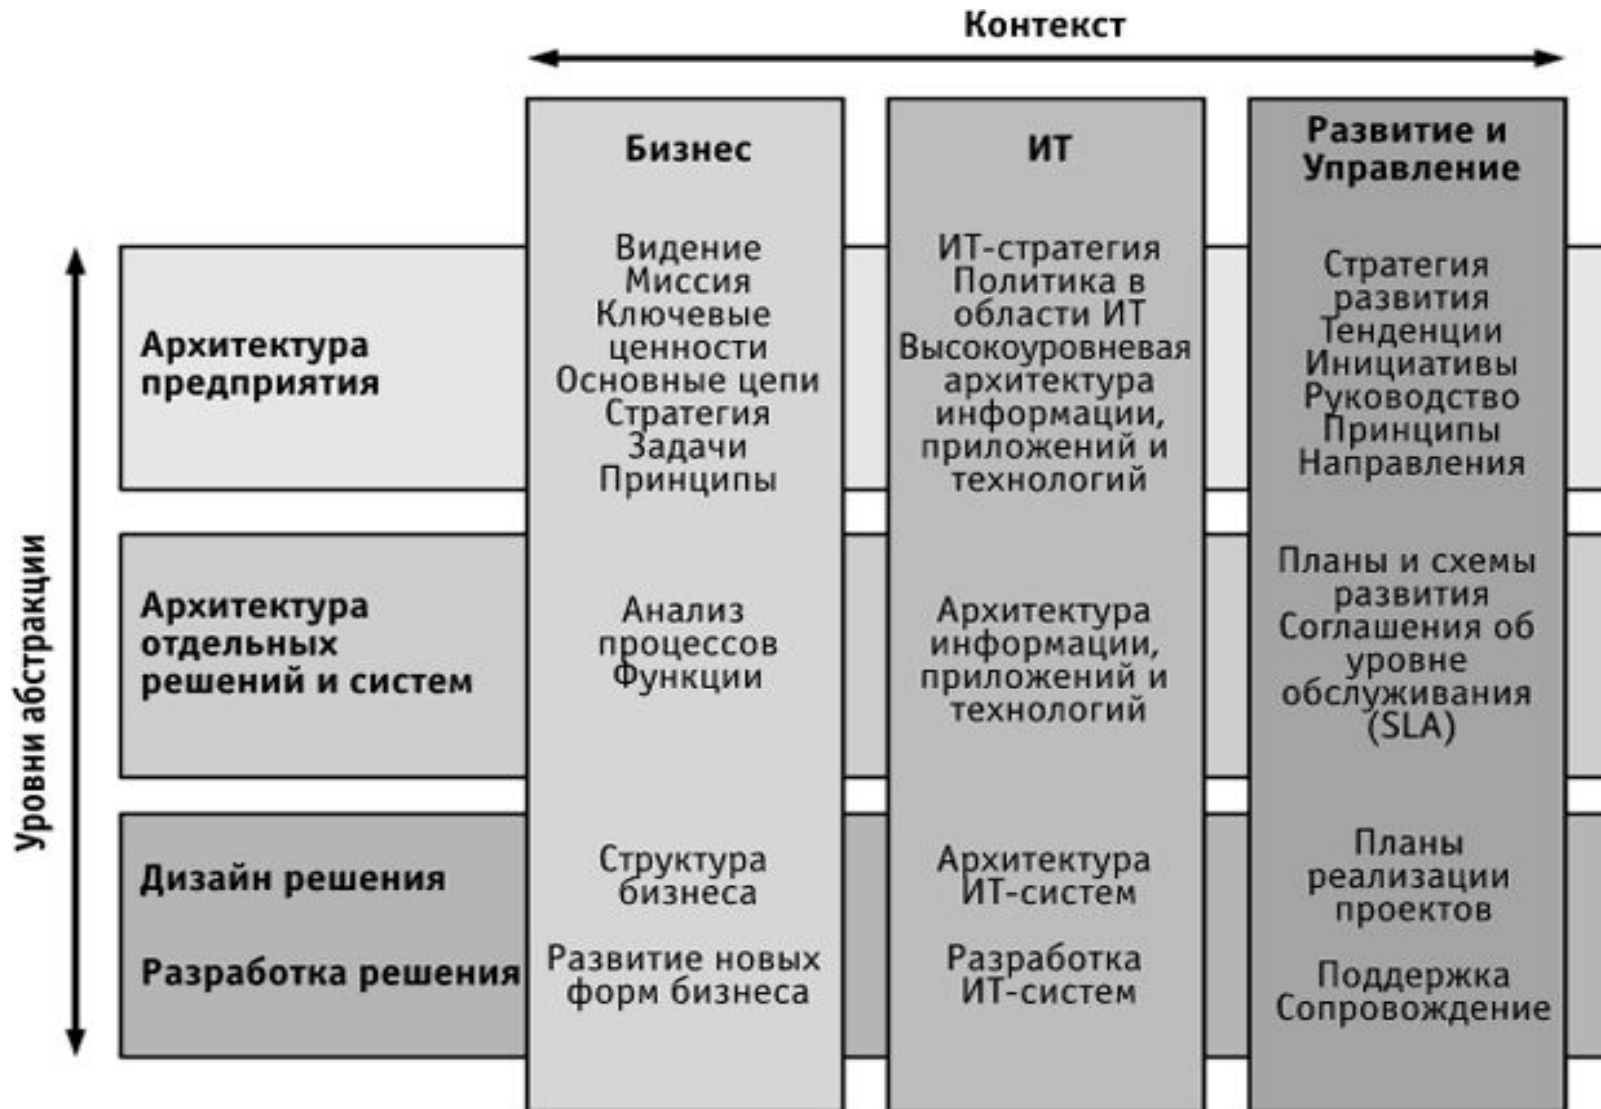 Контекст
Бизнес
ИТ
Развитие и
Управление
Уровни абстракции
Архитектура
предприятия
Видение
Миссия
Ключевые
ценности
Основные цепи
Стратегия
Задачи
Принципы
ИТ-стратегия
Политика в
области ИТ
Высокоуровневая
архитектура
информации,
приложений и
технологий
Стратегия
развития
Тенденции
Инициативы
Руководство
Принципы
Направления
Архитектура
отдельных
решений и систем
Анализ
процессов
Функции
Архитектура
информации,
приложений и
технологий
Планы и схемы
развития
Соглашения об
уровне
обслуживания
(SLA)
Дизайн решения
Структура
бизнеса
Архитектура
ИТ-систем
Планы
реализации
проектов
Разработка решения
Развитие новых
форм бизнеса
Разработка
ИТ-систем
Поддержка
Сопровождение